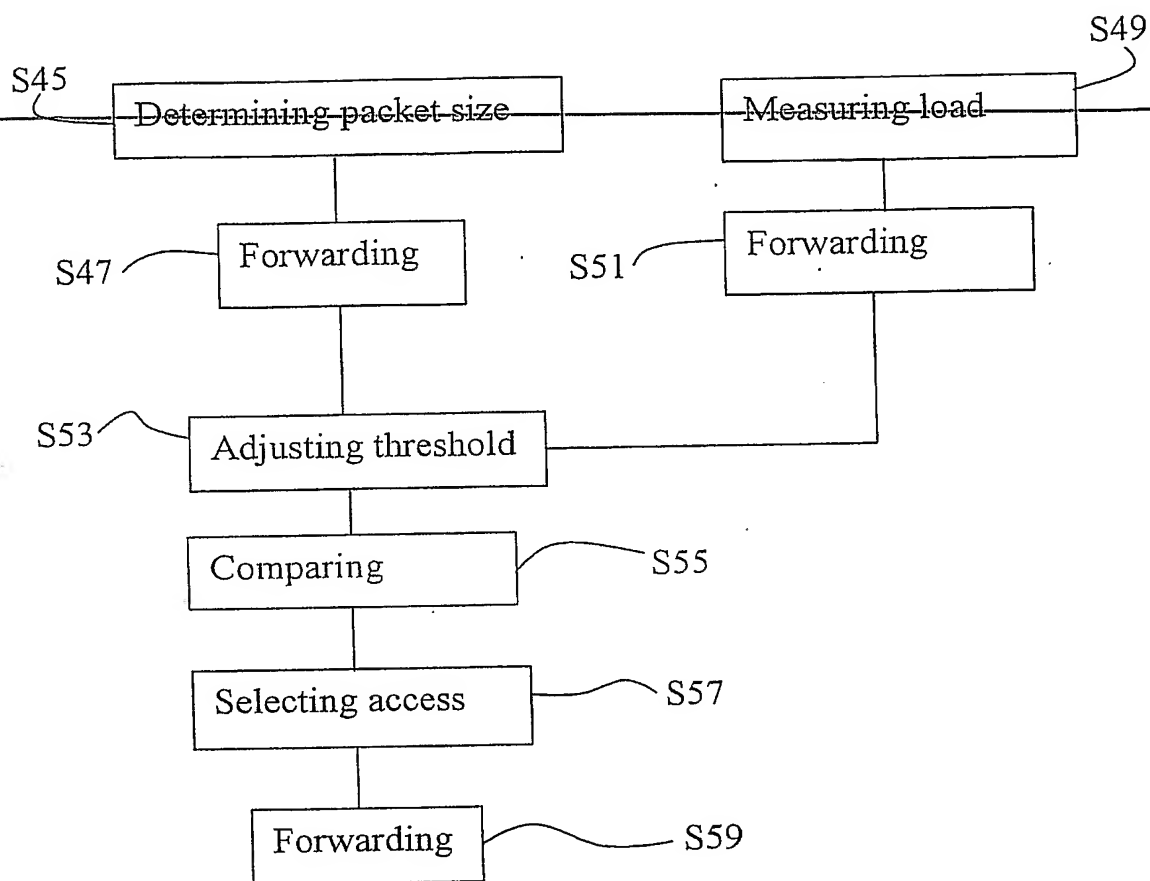 S49
S45
Determining packet size
Measuring load
Forwarding
Forwarding
S47
S51
S53
Adjusting threshold
Comparing
S55
Selecting access
S57
Forwarding
S59